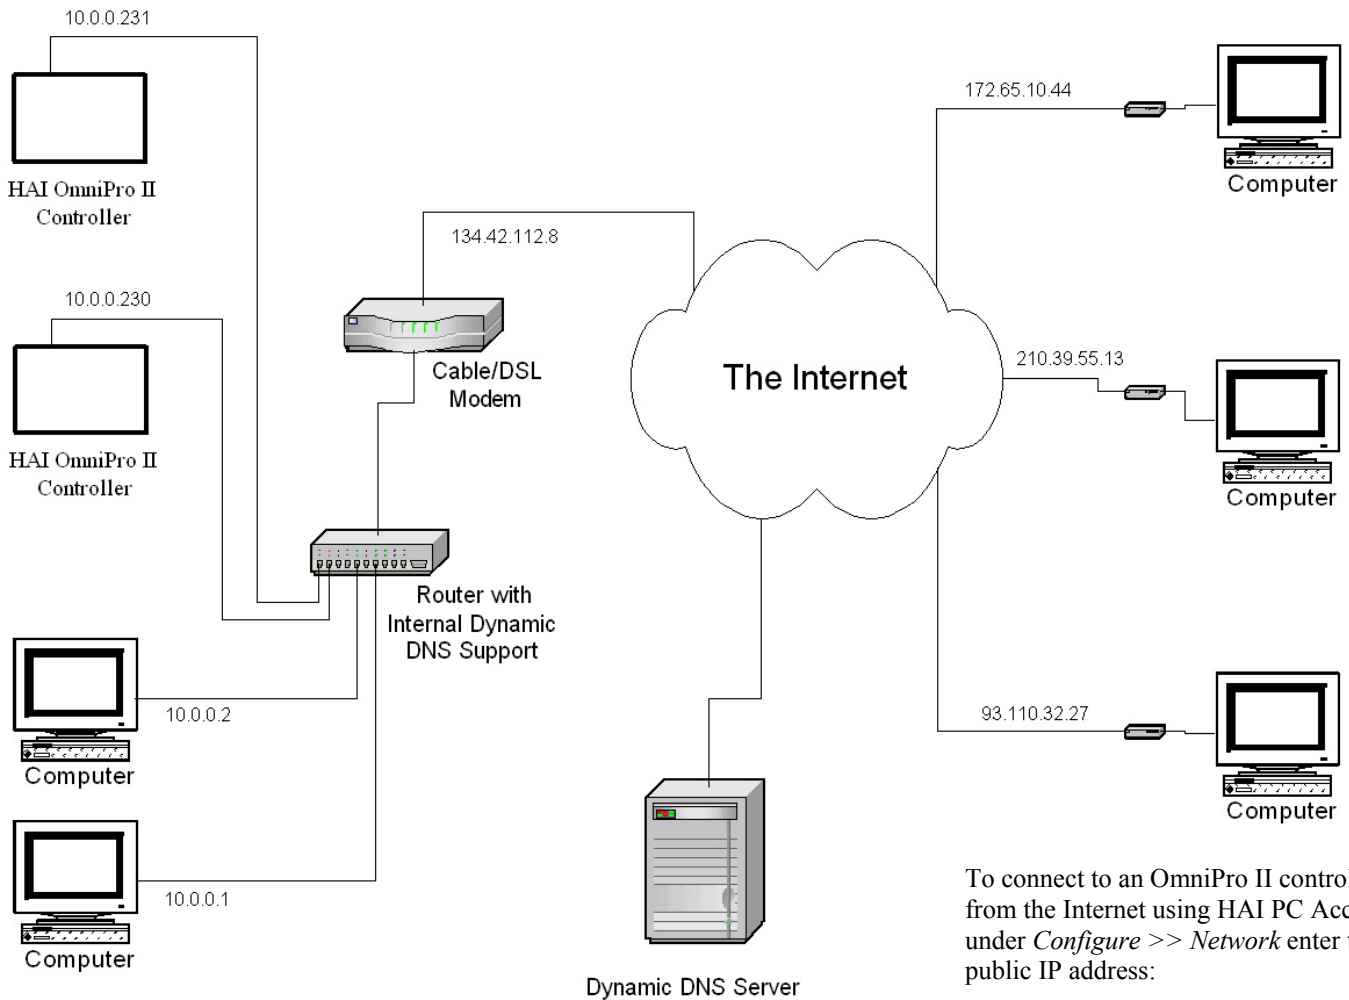 10.0.0.231
HAI OmniPro II
Controller
10.0.0.230
HAI OmniPro II
Controller
134.42.112.8
Cable/DSL
Modem
Router with
Internal Dynamic
DNS Support
10.0.0.2
Computer
10.0.0.1
Computer
The Internet
Dynamic DNS Server
172.65.10.44
Computer
210.39.55.13
Computer
93.110.32.27
Computer
To connect to an OmniPro II
from the Internet using HAI PC
under Configure >> Network enter
public IP address: